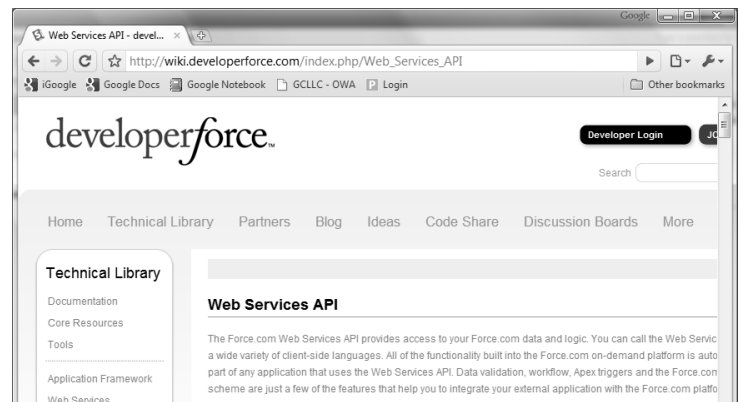 Google
Web Services API - devel...
http://wiki.developerforce.com/index.php/Web_Services_API
iGoogle Google Docs Google Notebook GCLLC - OWA Login Other bookmarks
developerforce™
Developer Login JO
Search
Home Technical Library Partners Blog Ideas Code Share Discussion Boards More
Technical Library
Documentation
Core Resources
Tools
Application Framework
Web Services
Web Services API
The Force.com Web Services API provides access to your Force.com data and logic. You can call the Web Servic
a wide variety of client-side languages. All of the functionality built into the Force.com on-demand platform is auto
part of any application that uses the Web Services API. Data validation, workflow, Apex triggers and the Force.com
scheme are just a few of the features that help you to integrate your external application with the Force.com platfo